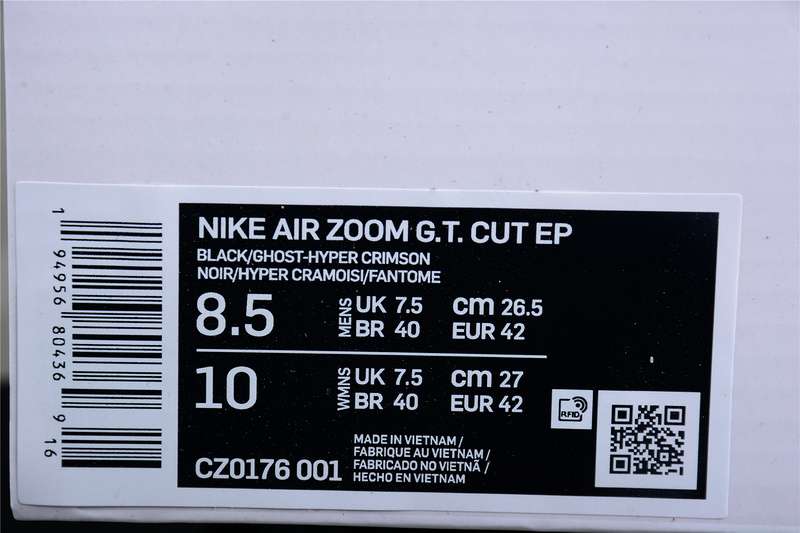 NIKE AIR ZOOM G.T. CUT EP
BLACK/GHOST-HYPER CRIMSON
NOIR/HYPER CRAMOISI/FANTOME
8.5 MENS UK 7.5 cm 26.5
BR 40 EUR 42
10 WMNS UK 7.5 cm 27
BR 40 EUR 42
CZ0176 001
MADE IN VIETNAM /
FABRIQUE AU VIETNAM /
FABRICADO NO VIETNÃ /
HECHO EN VIETNAM
RFID
1 94956 80436 9 16